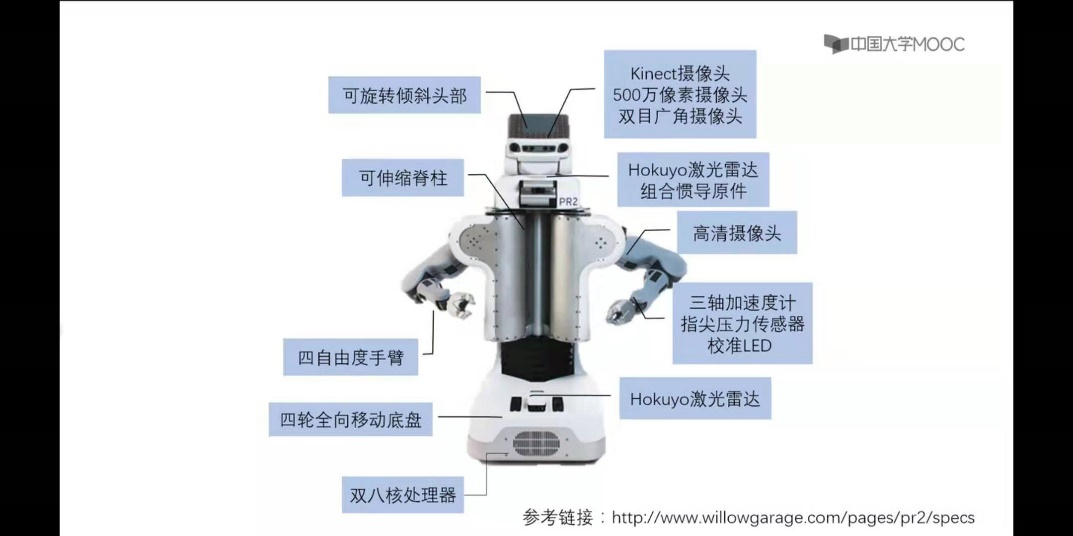 中国大学MOOC
可旋转倾斜头部
Kinect摄像头
500万像素摄像头
双目广角摄像头
可伸缩脊柱
Hokuyo激光雷达
组合惯导原件
PR2
高清摄像头
三轴加速度计
指尖压力传感器
校准LED
四自由度手臂
Hokuyo激光雷达
四轮全向移动底盘
双八核处理器
参考链接：http://www.willowgarage.com/pages/pr2/specs